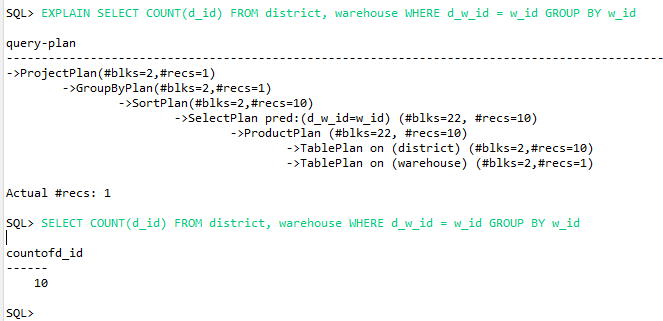 SQL> EXPLAIN SELECT COUNT(d_id) FROM district, warehouse WHERE d_w_id = w_id GROUP BY w_id
query-plan
----------------------------------------------------------------------------------------------
->ProjectPlan(#blks=2,#recs=1)
->GroupByPlan(#blks=2,#recs=1)
->SortPlan(#blks=2,#recs=10)
->SelectPlan pred:(d_w_id=w_id) (#blks=22, #recs=10)
->ProductPlan (#blks=22, #recs=10)
->TablePlan on (district) (#blks=2,#recs=10)
->TablePlan on (warehouse) (#blks=2,#recs=1)
Actual #recs: 1
SQL> SELECT COUNT(d_id) FROM district, warehouse WHERE d_w_id = w_id GROUP BY w_id
countofd_id
------
10
SQL>